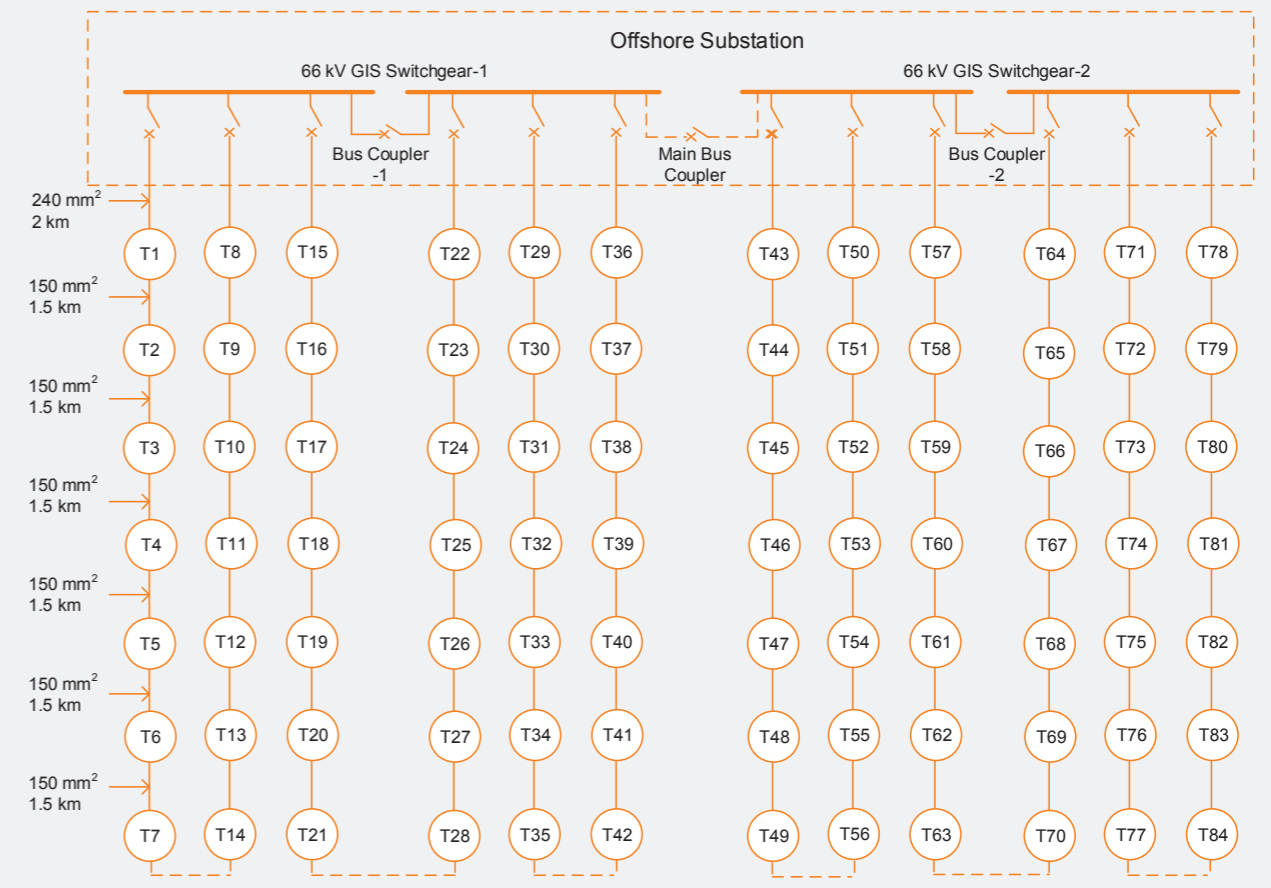 Offshore Substation
66 kV GIS Switchgear-1
66 kV GIS Switchgear-2
Bus Coupler
-1
Main Bus
Coupler
Bus Coupler
-2
240 mm²
2 km
T1 T8 T15 T22 T29 T36 T43 T50 T57 T64 T71 T78
150 mm²
1.5 km
T2 T9 T16 T23 T30 T37 T44 T51 T58 T65 T72 T79
150 mm²
1.5 km
T3 T10 T17 T24 T31 T38 T45 T52 T59 T66 T73 T80
150 mm²
1.5 km
T4 T11 T18 T25 T32 T39 T46 T53 T60 T67 T74 T81
150 mm²
1.5 km
T5 T12 T19 T26 T33 T40 T47 T54 T61 T68 T75 T82
150 mm²
1.5 km
T6 T13 T20 T27 T34 T41 T48 T55 T62 T69 T76 T83
150 mm²
1.5 km
T7 T14 T21 T28 T35 T42 T49 T56 T63 T70 T77 T84